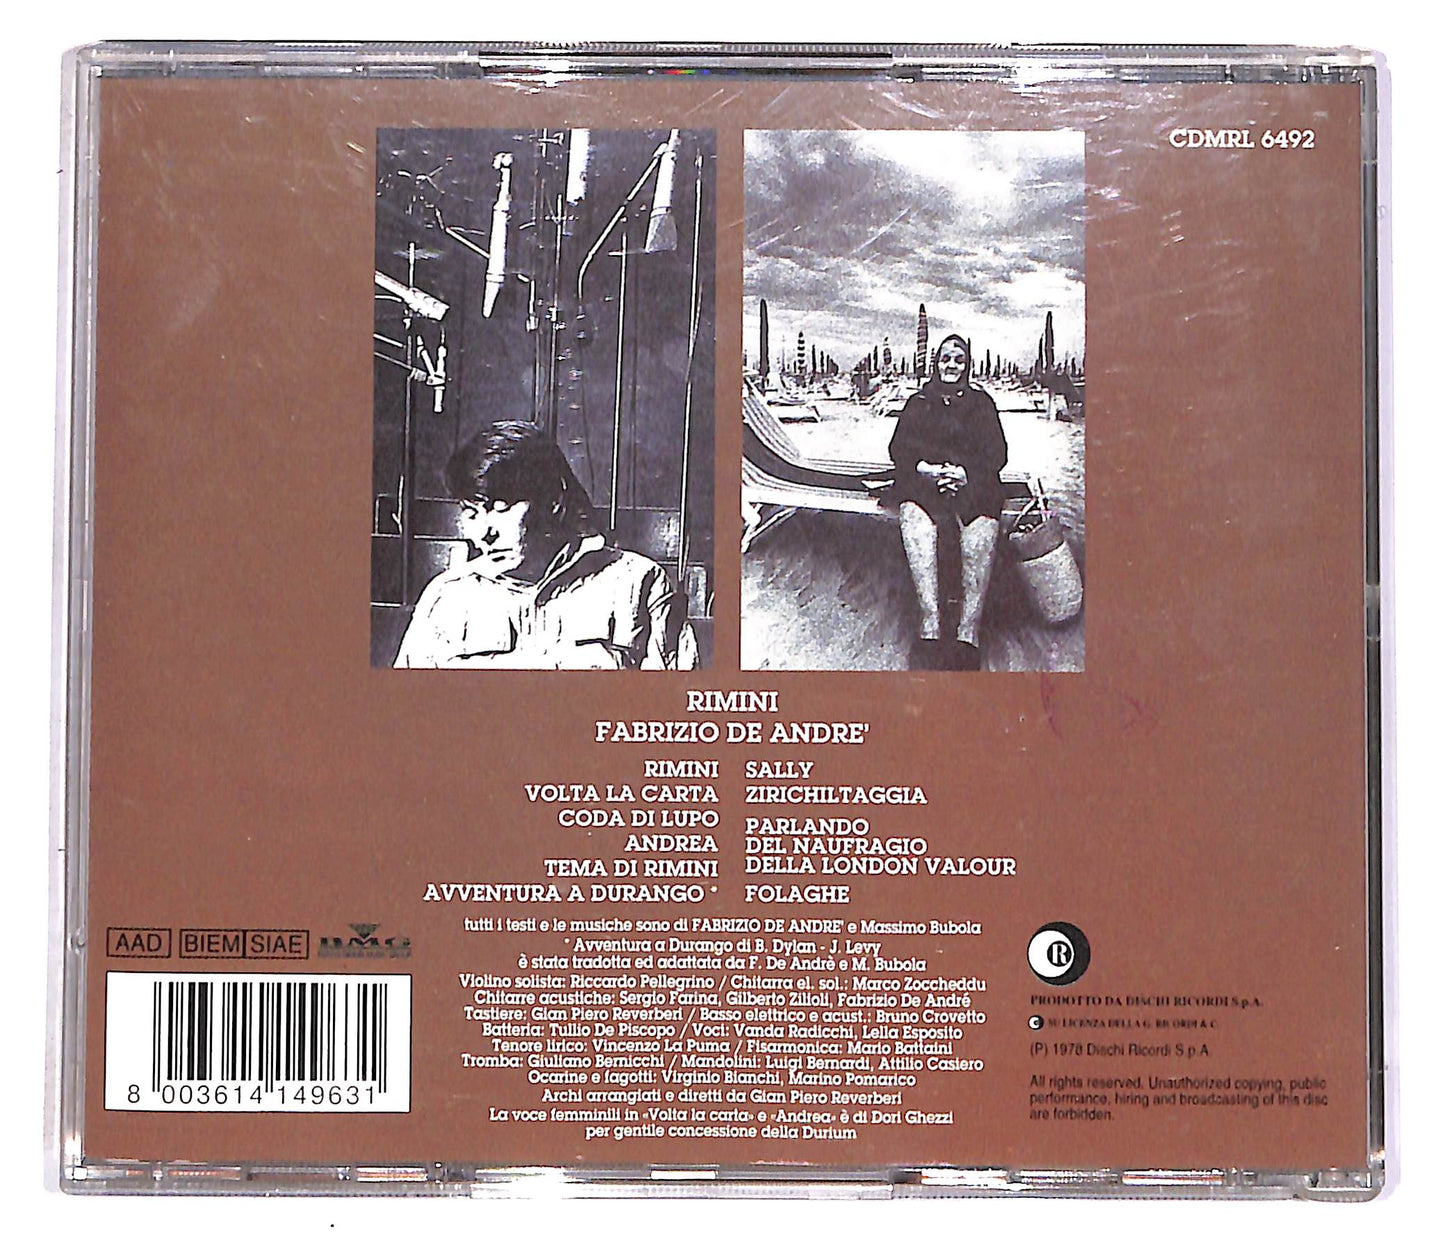 CDMRL 6492
RIMINI
FABRIZIO DE ANDRE'
RIMINI
VOLTA LA CARTA
CODA DI LUPO
ANDREA
TEMA DI RIMINI
AVVENTURA A DURANGO *
SALLY
ZIRICHILTAGGIA
PARLANDO
DEL NAUFRAGIO
DELLA LONDON VALOUR
FOLAGHE
tutti i testi e le musiche sono di FABRIZIO DE ANDRE' e Massimo Bubola
* Avventura a Durango di B. Dylan - J. Levy
è stata tradotta ed adattata da F. De Andrè e M. Bubola
Violino solista: Riccardo Pellegrino / Chitarra el. sol.: Marco Zoccheddu
Chitarre acustiche: Sergio Farina, Gilberto Zilioli, Fabrizio De André
Tastiere: Gian Piero Reverberi / Basso elettrico e acust.: Bruno Crovetto
Batteria: Tullio De Piscopo / Voci: Vanda Radicchi, Lella Esposito
Tenore lirico: Vincenzo La Puma / Fisarmonica: Mario Battaini
Tromba: Giuliano Bernicchi / Mandolini: Luigi Bernardi, Attilio Casiero
Ocarine e fagotti: Virginio Bianchi, Marino Pomarico
Archi arrangiati e diretti da Gian Piero Reverberi
La voce femminili in «Volta la carta» e «Andrea» è di Dori Ghezzi
per gentile concessione della Durium
AAD BIEM SIAE BMG
8 003614 149631
R
PRODOTTO DA DISCHI RICORDI S.p.A.
SU LICENZA DELLA G. RICORDI & C.
(P) 1978 Dischi Ricordi S.p.A.
All rights reserved. Unauthorized copying, public
performance, hiring and broadcasting of this disc
are forbidden.